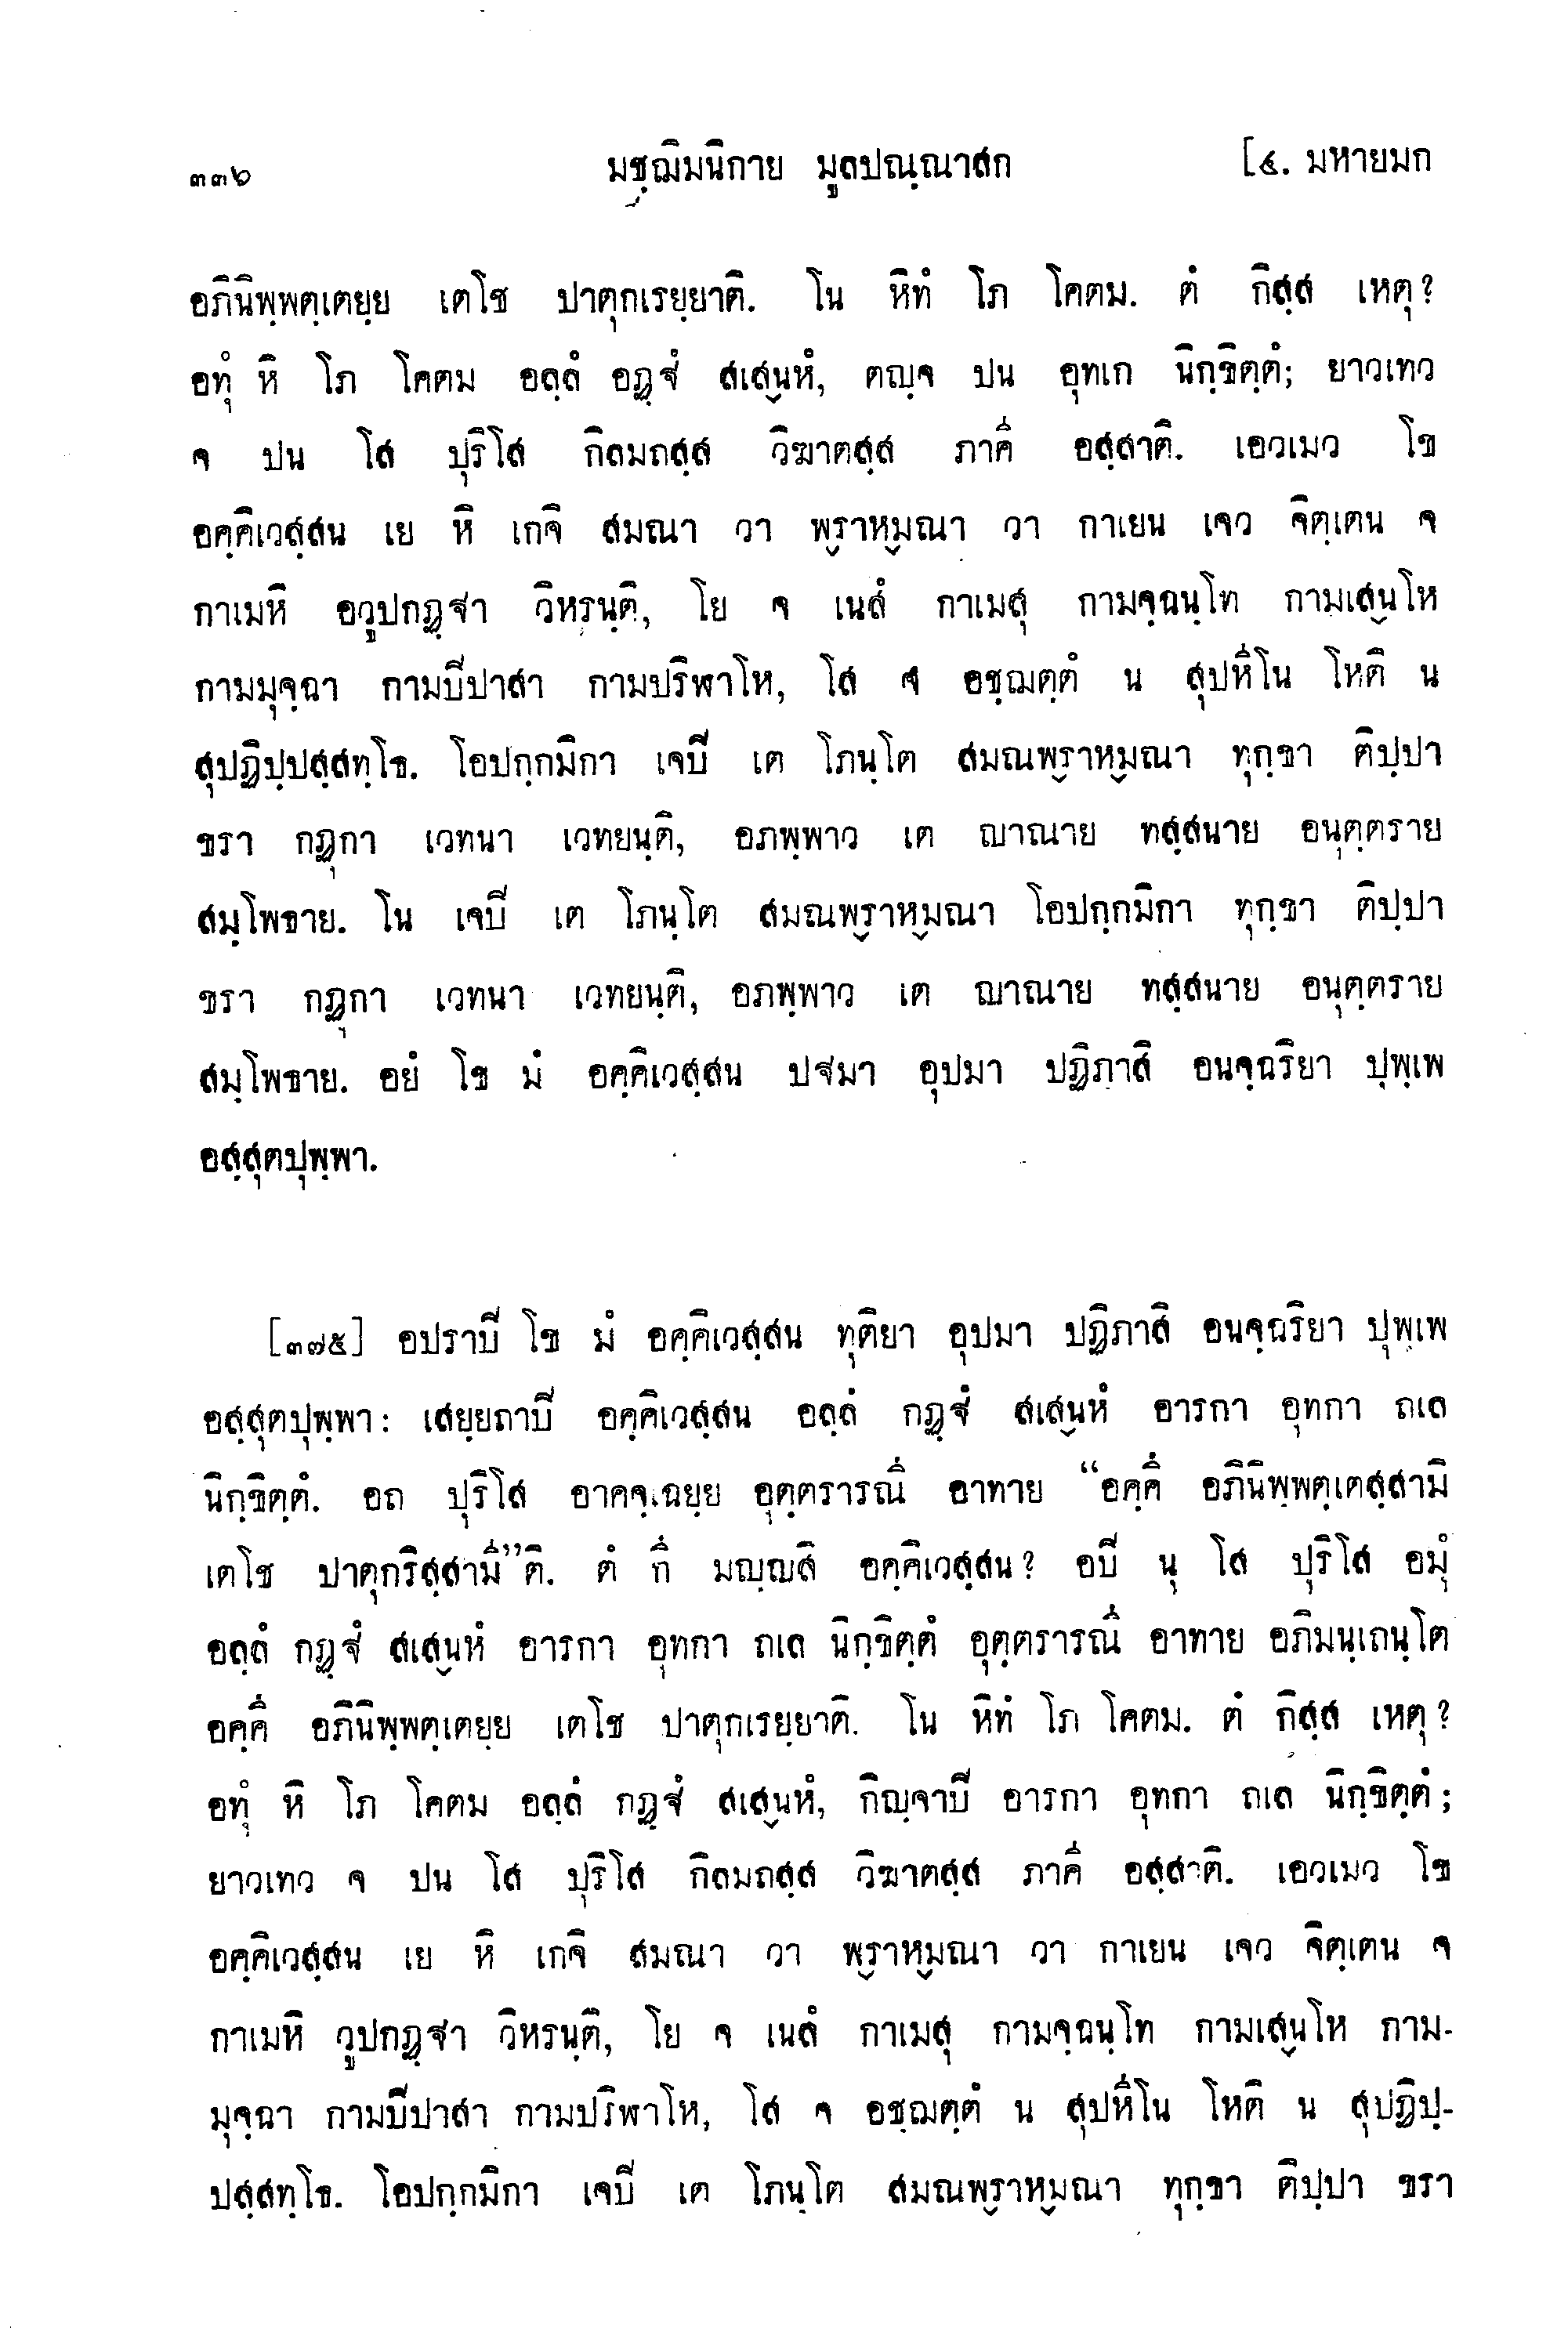 ๓๓๖ มชฺฌิมนิกาย มูลปณฺณาสก [๔. มหายมก
อภินิพฺพตฺเตยฺย เตโช ปาตุกเรยฺยาติ. โน หิทํ โภ โคตม. ตํ กิสฺส เหตุ?
อทุํ หิ โภ โคตม อลฺลํ อฏฺฐํ สเสฺนหํ, ตญฺจ ปน อุทเก นิกฺขิตฺตํ; ยาวเทว
จ ปน โส ปุริโส กิลมถสฺส วิฆาตสฺส ภาคี อสฺสาติ. เอวเมว โข
อคฺคิเวสฺสน เย หิ เกจิ สมณา วา พฺราหฺมณา วา กาเยน เจว จิตฺเตน จ
กาเมหิ อวูปกฏฺฐา วิหรนฺติ, โย จ เนสํ กาเมสุ กามจฺฉนฺโท กามเสฺนโห
กามมุจฺฉา กามปีปาสา กามปริฬาโห, โส จ อชฺฌตฺตํ น สุปหีโน โหติ น
สุปฏิปฺปสฺสทฺโธ. โอปกฺกมิกา เจปี เต โภนฺโต สมณพฺราหฺมณา ทุกฺขา ติปฺปา
ขรา กฏุกา เวทนา เวทยนฺติ, อภพฺพาว เต ญาณาย ทสฺสนาย อนุตฺตราย
สมฺโพธาย. โน เจปี เต โภนฺโต สมณพฺราหฺมณา โอปกฺกมิกา ทุกฺขา ติปฺปา
ขรา กฏุกา เวทนา เวทยนฺติ, อภพฺพาว เต ญาณาย ทสฺสนาย อนุตฺตราย
สมฺโพธาย. อยํ โข มํ อคฺคิเวสฺสน ปฐมา อุปมา ปฏิภาสิ อนจฺฉริยา ปุพฺเพ
อสฺสุตปุพฺพา.
[๓๗๕] อปราปี โข มํ อคฺคิเวสฺสน ทุติยา อุปมา ปฏิภาสิ อนจฺฉริยา ปุพฺเพ
อสฺสุตปุพฺพา: เสยฺยถาปี อคฺคิเวสฺสน อลฺลํ กฏฺฐํ สเสฺนหํ อารกา อุทกา ถเล
นิกฺขิตฺตํ. อถ ปุริโส อาคจฺเฉยฺย อุตฺตรารณึ อาทาย “อคฺคึ อภินิพฺพตฺเตสฺสามิ
เตโช ปาตุกริสฺสามี”ติ. ตํ กึ มญฺญสิ อคฺคิเวสฺสน? อปี นุ โส ปุริโส อมุํ
อลฺลํ กฏฺฐํ สเสฺนหํ อารกา อุทกา ถเล นิกฺขิตฺตํ อุตฺตรารณึ อาทาย อภิมนฺเถนฺโต
อคฺคึ อภินิพฺพตฺเตยฺย เตโช ปาตุกเรยฺยาติ. โน หิทํ โภ โคตม. ตํ กิสฺส เหตุ?
อทุํ หิ โภ โคตม อลฺลํ กฏฺฐํ สเสฺนหํ, กิญฺจาปี อารกา อุทกา ถเล นิกฺขิตฺตํ;
ยาวเทว จ ปน โส ปุริโส กิลมถสฺส วิฆาตสฺส ภาคี อสฺสาติ. เอวเมว โข
อคฺคิเวสฺสน เย หิ เกจิ สมณา วา พฺราหฺมณา วา กาเยน เจว จิตฺเตน จ
กาเมหิ วูปกฏฺฐา วิหรนฺติ, โย จ เนสํ กาเมสุ กามจฺฉนฺโท กามเสฺนโห กาม-
มุจฺฉา กามปีปาสา กามปริฬาโห, โส จ อชฺฌตฺตํ น สุปหีโน โหติ น สุปฏิปฺ-
ปสฺสทฺโธ. โอปกฺกมิกา เจปี เต โภนฺโต สมณพฺราหฺมณา ทุกฺขา ติปฺปา ขรา